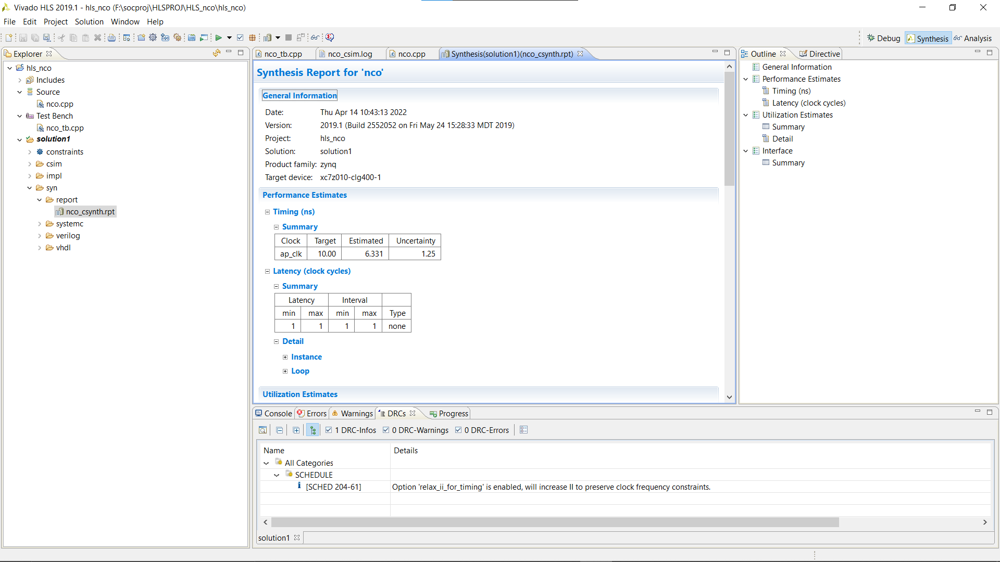 Vivado HLS 2019.1 - hls_nco (F:\socproj\HLSPROJ\HLS_nco\hls_nco)
File Edit Project Solution Window Help
Debug Synthesis Analysis
Explorer
hls_nco
Includes
Source
nco.cpp
Test Bench
nco_tb.cpp
solution1
constraints
csim
impl
syn
report
nco_csynth.rpt
systemc
verilog
vhdl
nco_tb.cpp nco_csim.log nco.cpp Synthesis(solution1)(nco_csynth.rpt)
Synthesis Report for 'nco'
General Information
Date: Thu Apr 14 10:43:13 2022
Version: 2019.1 (Build 2552052 on Fri May 24 15:28:33 MDT 2019)
Project: hls_nco
Solution: solution1
Product family: zynq
Target device: xc7z010-clg400-1
Performance Estimates
Timing (ns)
Summary
Clock Target Estimated Uncertainty
ap_clk 10.00 6.331 1.25
Latency (clock cycles)
Summary
Latency Interval
min max min max Type
1 1 1 1 none
Detail
Instance
Loop
Utilization Estimates
Outline Directive
General Information
Performance Estimates
Timing (ns)
Latency (clock cycles)
Utilization Estimates
Summary
Detail
Interface
Summary
Console Errors Warnings DRCs Progress
1 DRC-Infos 0 DRC-Warnings 0 DRC-Errors
Name Details
All Categories
SCHEDULE
[SCHED 204-61] Option 'relax_ii_for_timing' is enabled, will increase II to preserve clock frequency constraints.
solution1